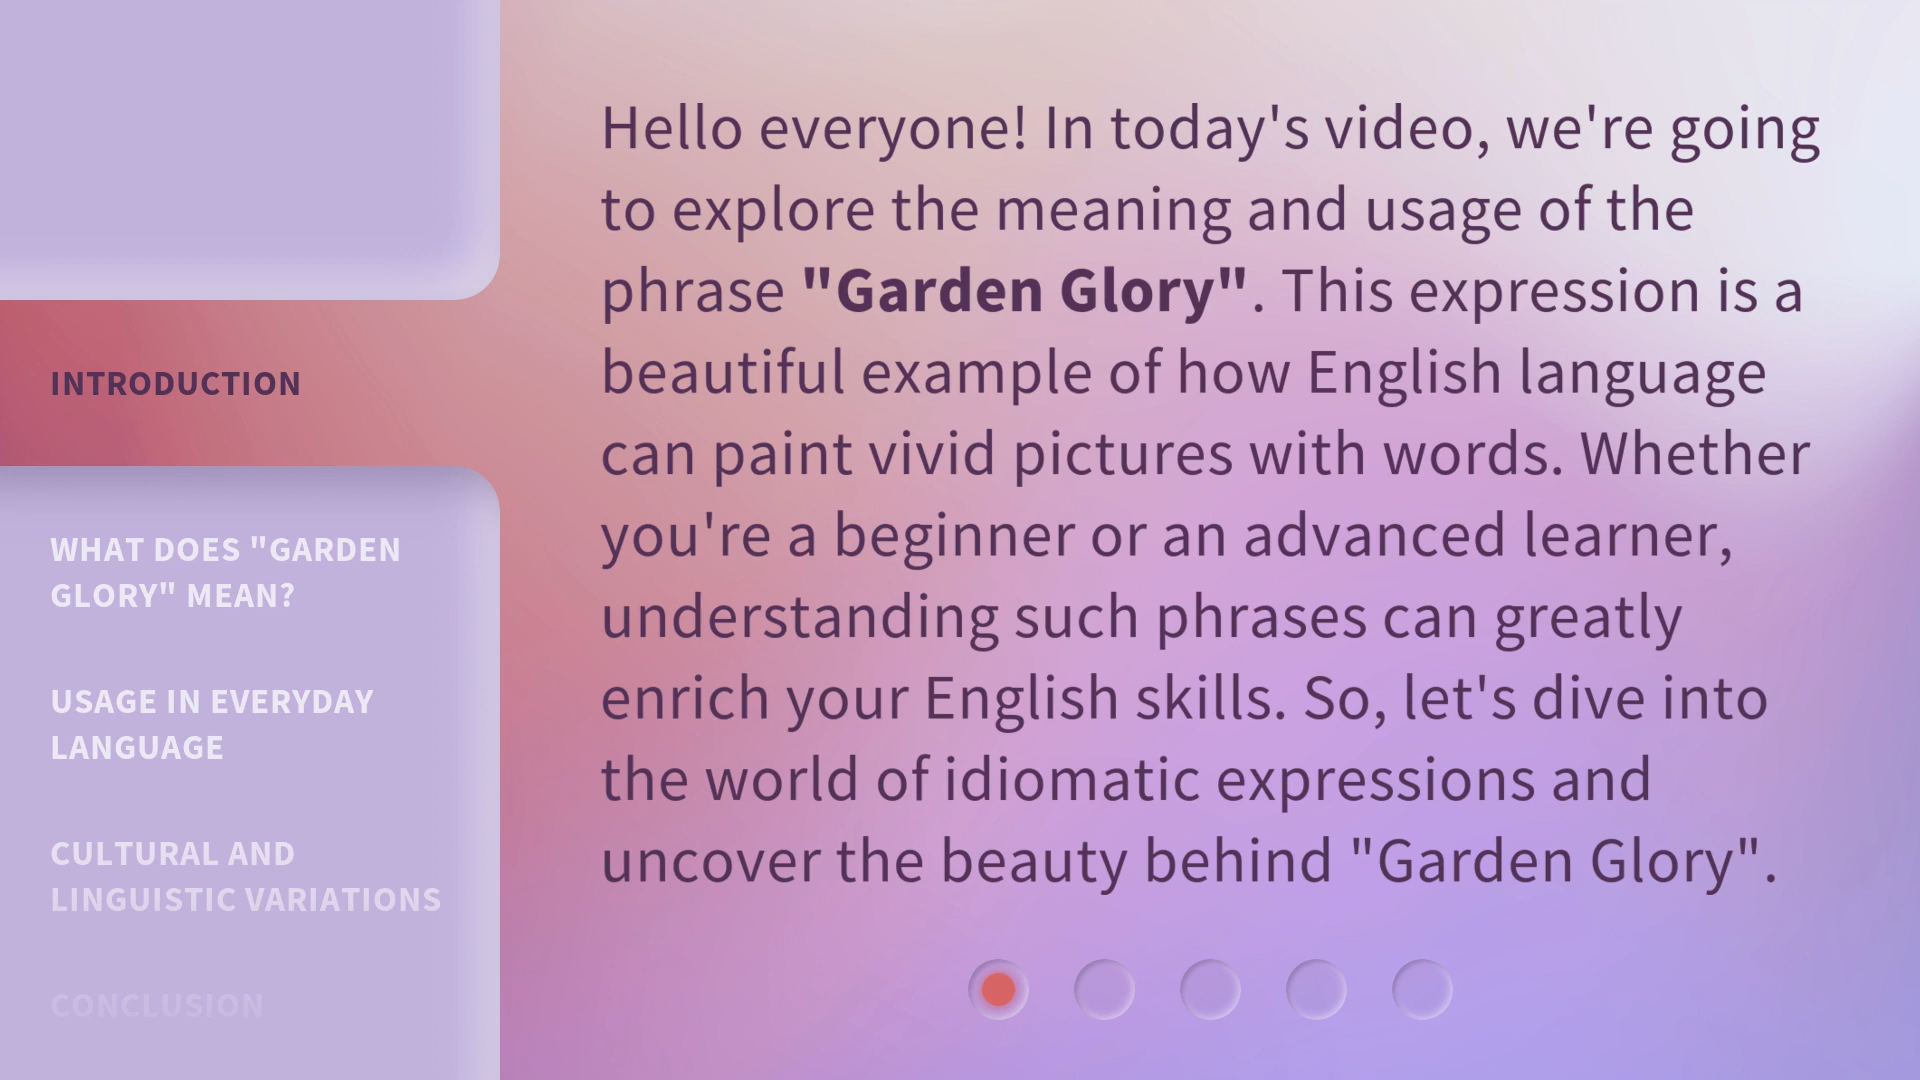 INTRODUCTION
WHAT DOES "GARDEN
GLORY" MEAN?
USAGE IN EVERYDAY
LANGUAGE
CULTURAL AND
LINGUISTIC VARIATIONS
CONCLUSION
Hello everyone! In today's video, we're going
to explore the meaning and usage of the
phrase "Garden Glory". This expression is a
beautiful example of how English language
can paint vivid pictures with words. Whether
you're a beginner or an advanced learner,
understanding such phrases can greatly
enrich your English skills. So, let's dive into
the world of idiomatic expressions and
uncover the beauty behind "Garden Glory".